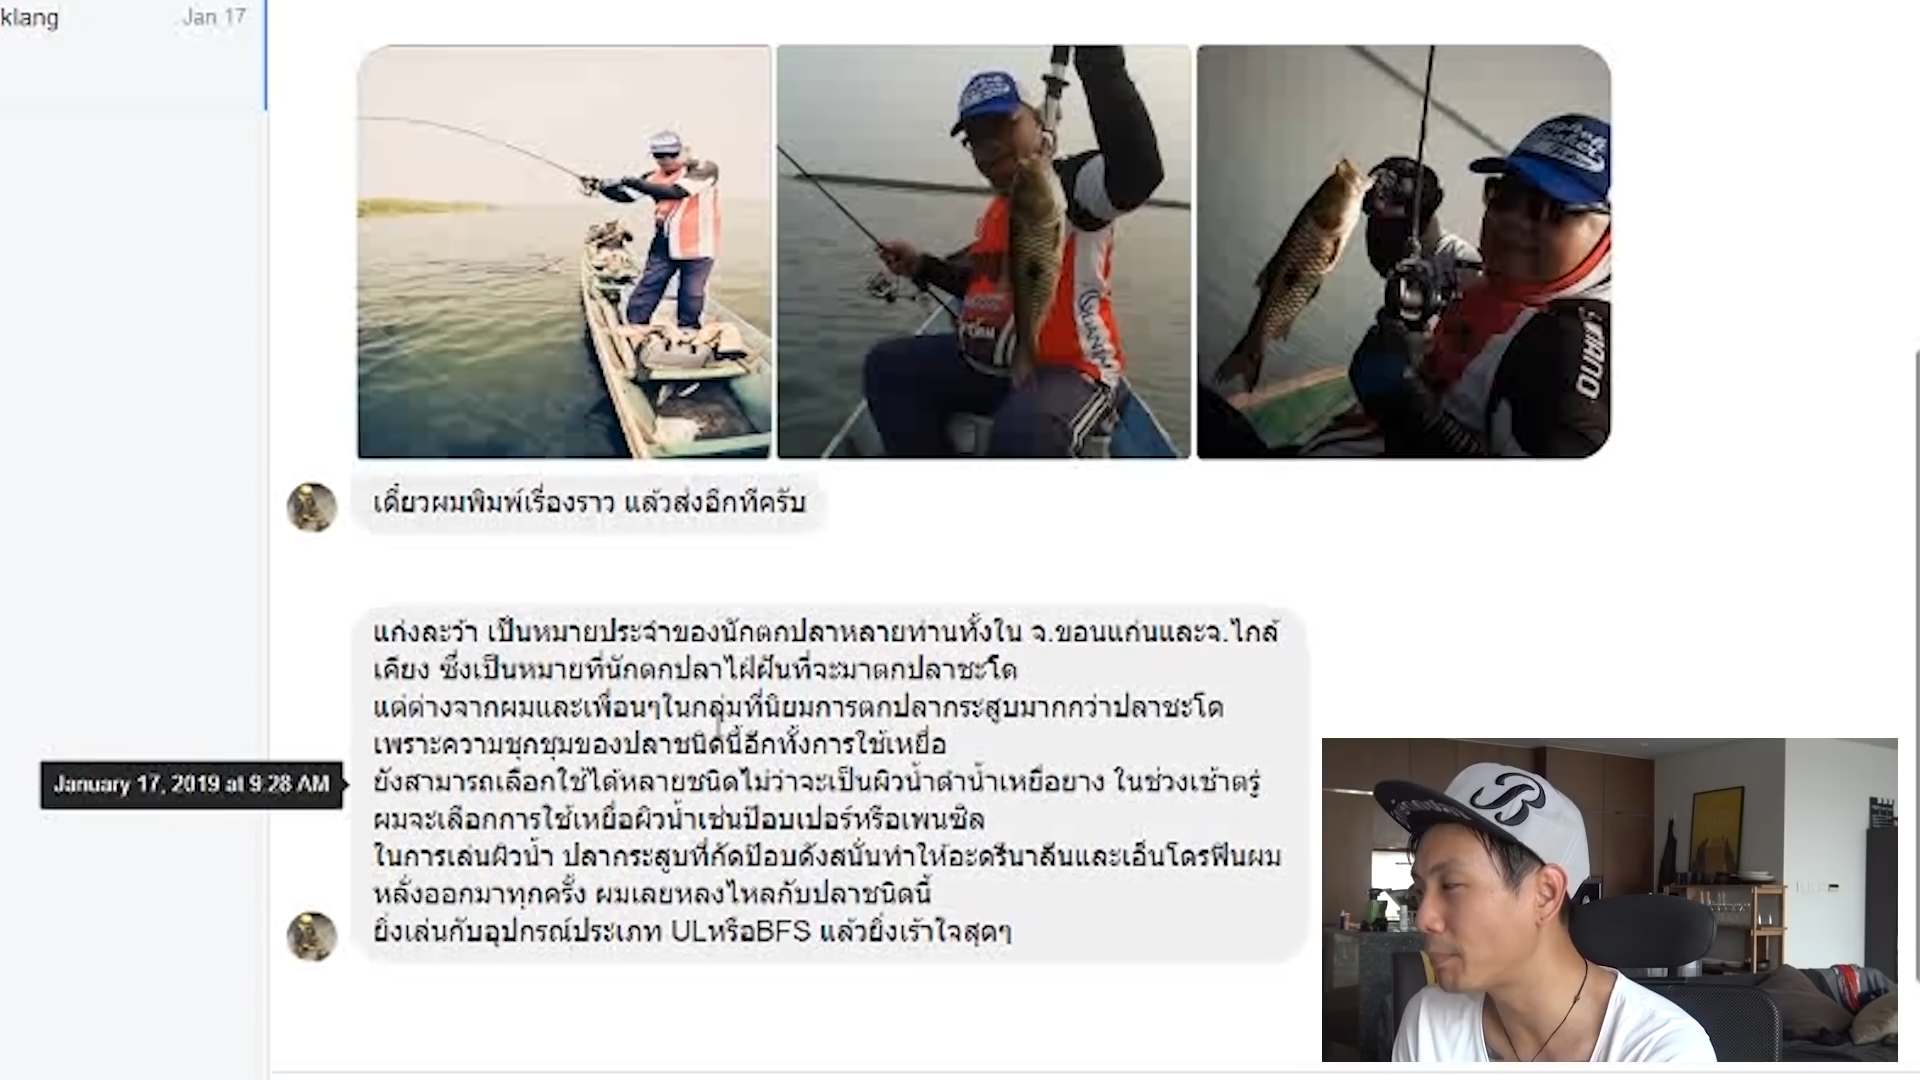 klang
Jan 17
เดี๋ยวผมพิมพ์เรื่องราว แล้วส่งอีกทีครับ
แก่งละว้า เป็นหมายประจำของนักตกปลาหลายท่านทั้งใน จ.ขอนแก่นและจ.ไกล้
เคียง ซึ่งเป็นหมายที่นักตกปลาไฝ่ฝันที่จะมาตกปลาชะโด
แต่ต่างจากผมและเพื่อนๆในกลุ่มที่นิยมการตกปลากระสูบมากกว่าปลาชะโด
เพราะความชุกชุมของปลาชนิดนี้อีกทั้งการใช้เหยื่อ
January 17, 2019 at 9:28 AM
ยังสามารถเลือกใช้ได้หลายชนิดไม่ว่าจะเป็นผิวน้ำดำน้ำเหยื่อยาง ในช่วงเช้าตรู่
ผมจะเลือกการใช้เหยื่อผิวน้ำเช่นป๊อบเปอร์หรือเพนซิล
ในการเล่นผิวน้ำ ปลากระสูบที่กัดป๊อบดังสนั่นทำให้อะดรีนาลีนและเอ็นโดรฟินผม
หลั่งออกมาทุกครั้ง ผมเลยหลงไหลกับปลาชนิดนี้
ยิ่งเล่นกับอุปกรณ์ประเภท ULหรือBFS แล้วยิ่งเร้าใจสุดๆ